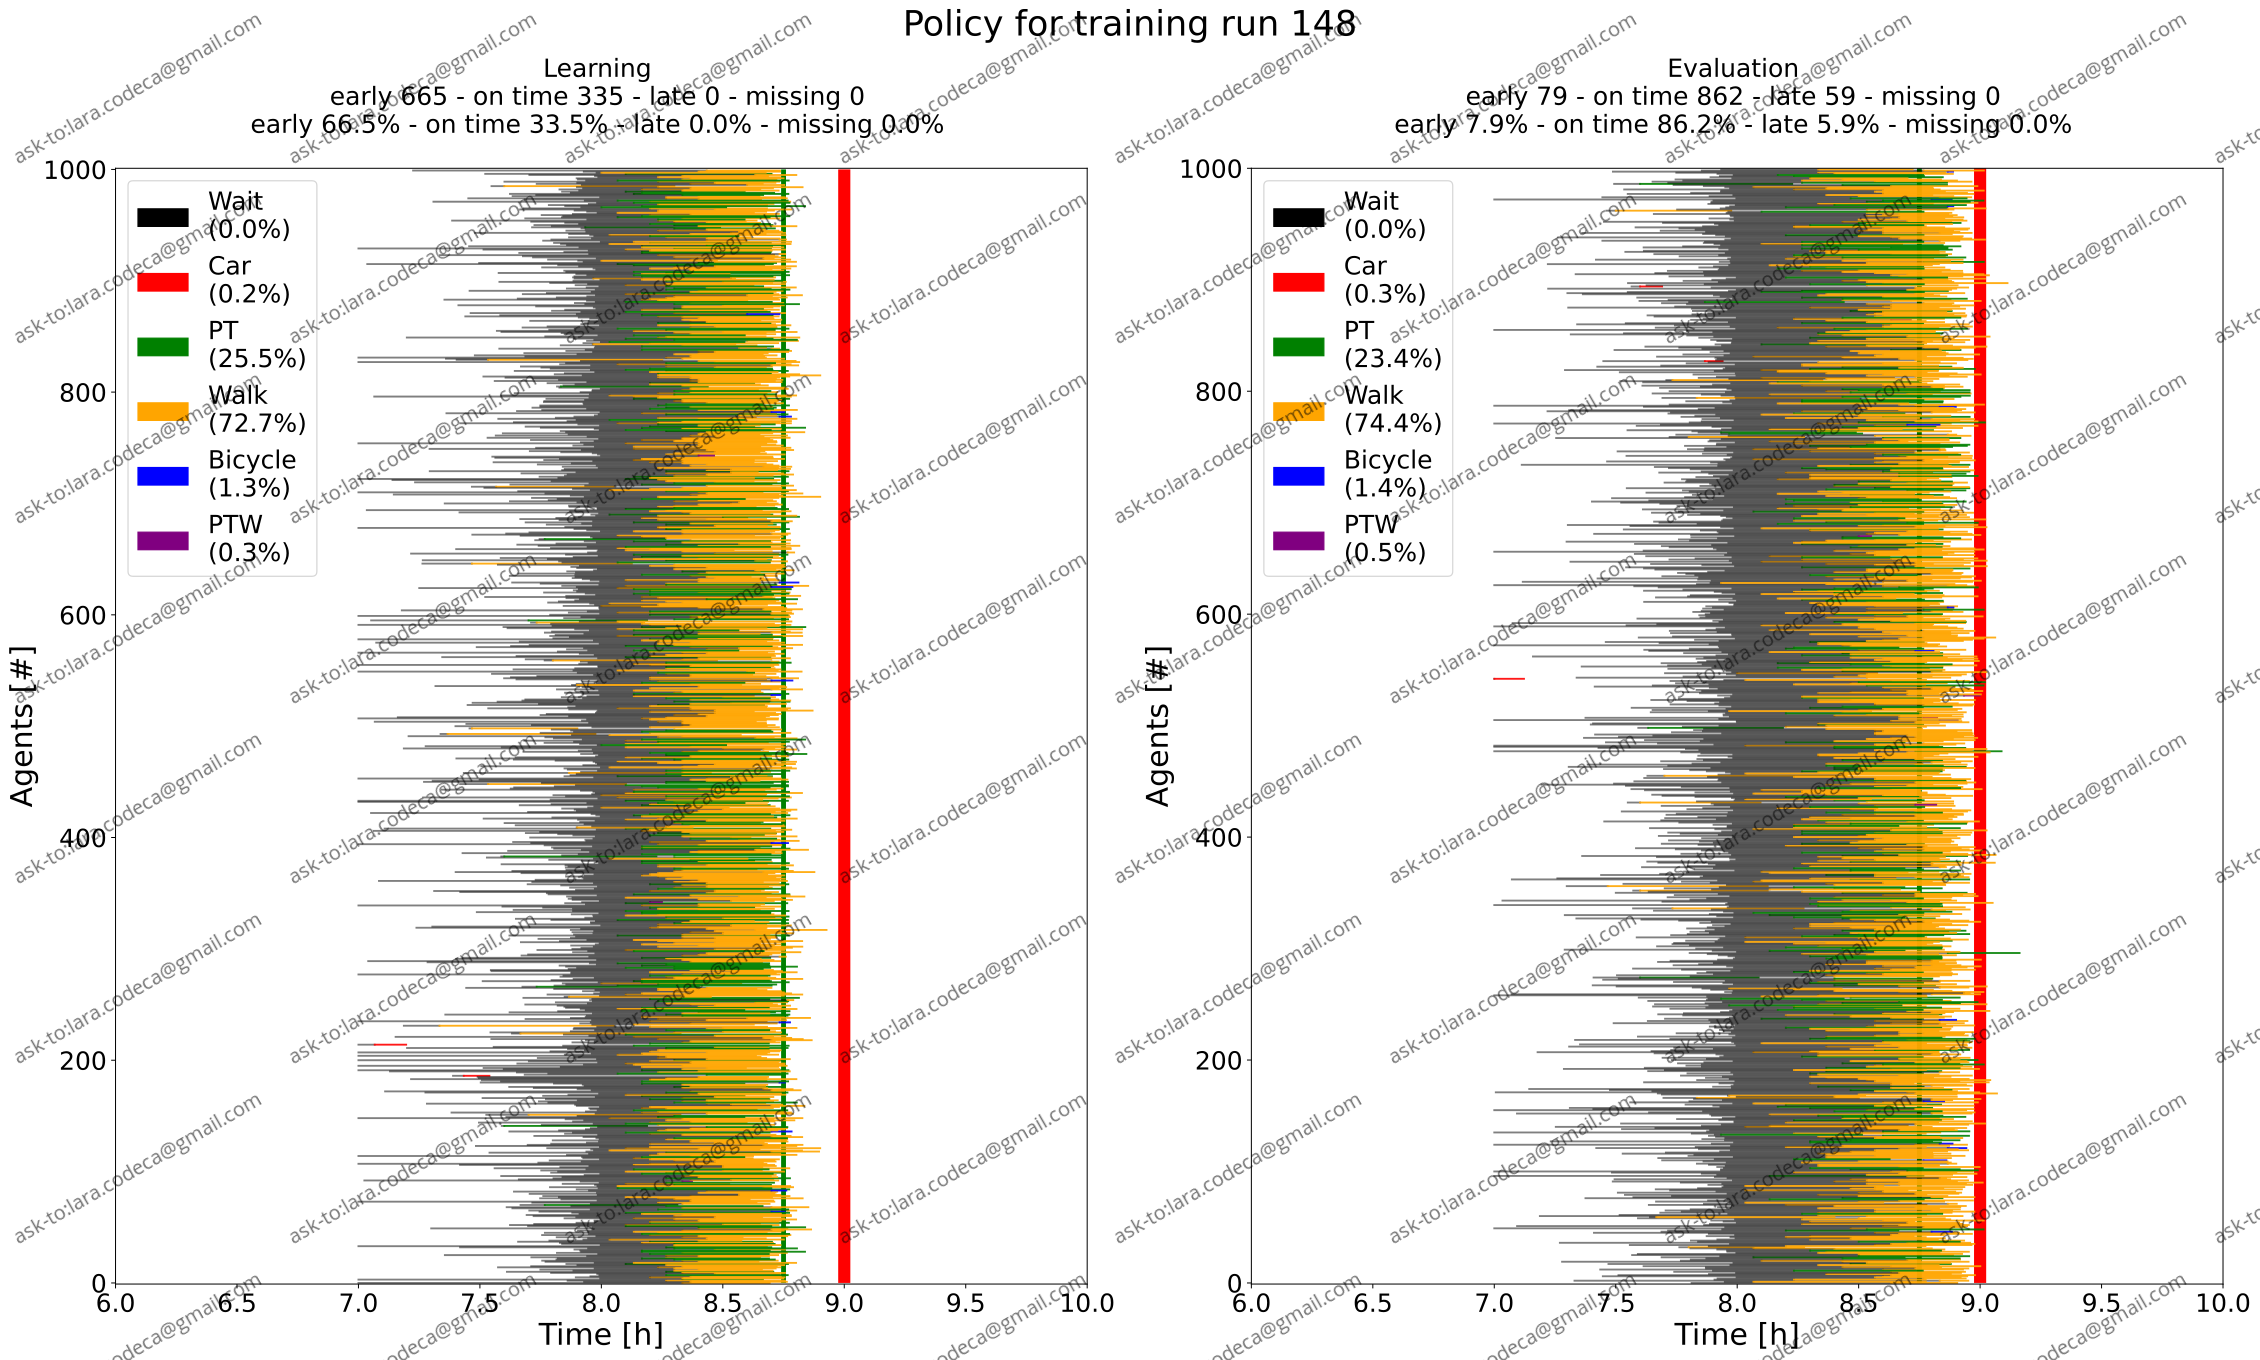 Policy for training run 148
Learning
early 665 - on time 335 - late 0 - missing 0
early 66.5% - on time 33.5% - late 0.0% - missing 0.0%
1000
800
600
400
200
0
Agents [#]
Wait
(0.0%)
Car
(0.2%)
PT
(25.5%)
Walk
(72.7%)
Bicycle
(1.3%)
PTW
(0.3%)
6.0 6.5 7.0 7.5 8.0 8.5 9.0 9.5 10.0
Time [h]
Evaluation
early 79 - on time 862 - late 59 - missing 0
early 7.9% - on time 86.2% - late 5.9% - missing 0.0%
1000
800
600
400
200
0
Agents [#]
Wait
(0.0%)
Car
(0.3%)
PT
(23.4%)
Walk
(74.4%)
Bicycle
(1.4%)
PTW
(0.5%)
6.0 6.5 7.0 7.5 8.0 8.5 9.0 9.5 10.0
Time [h]
ask-to:lara.codeca@gmail.com